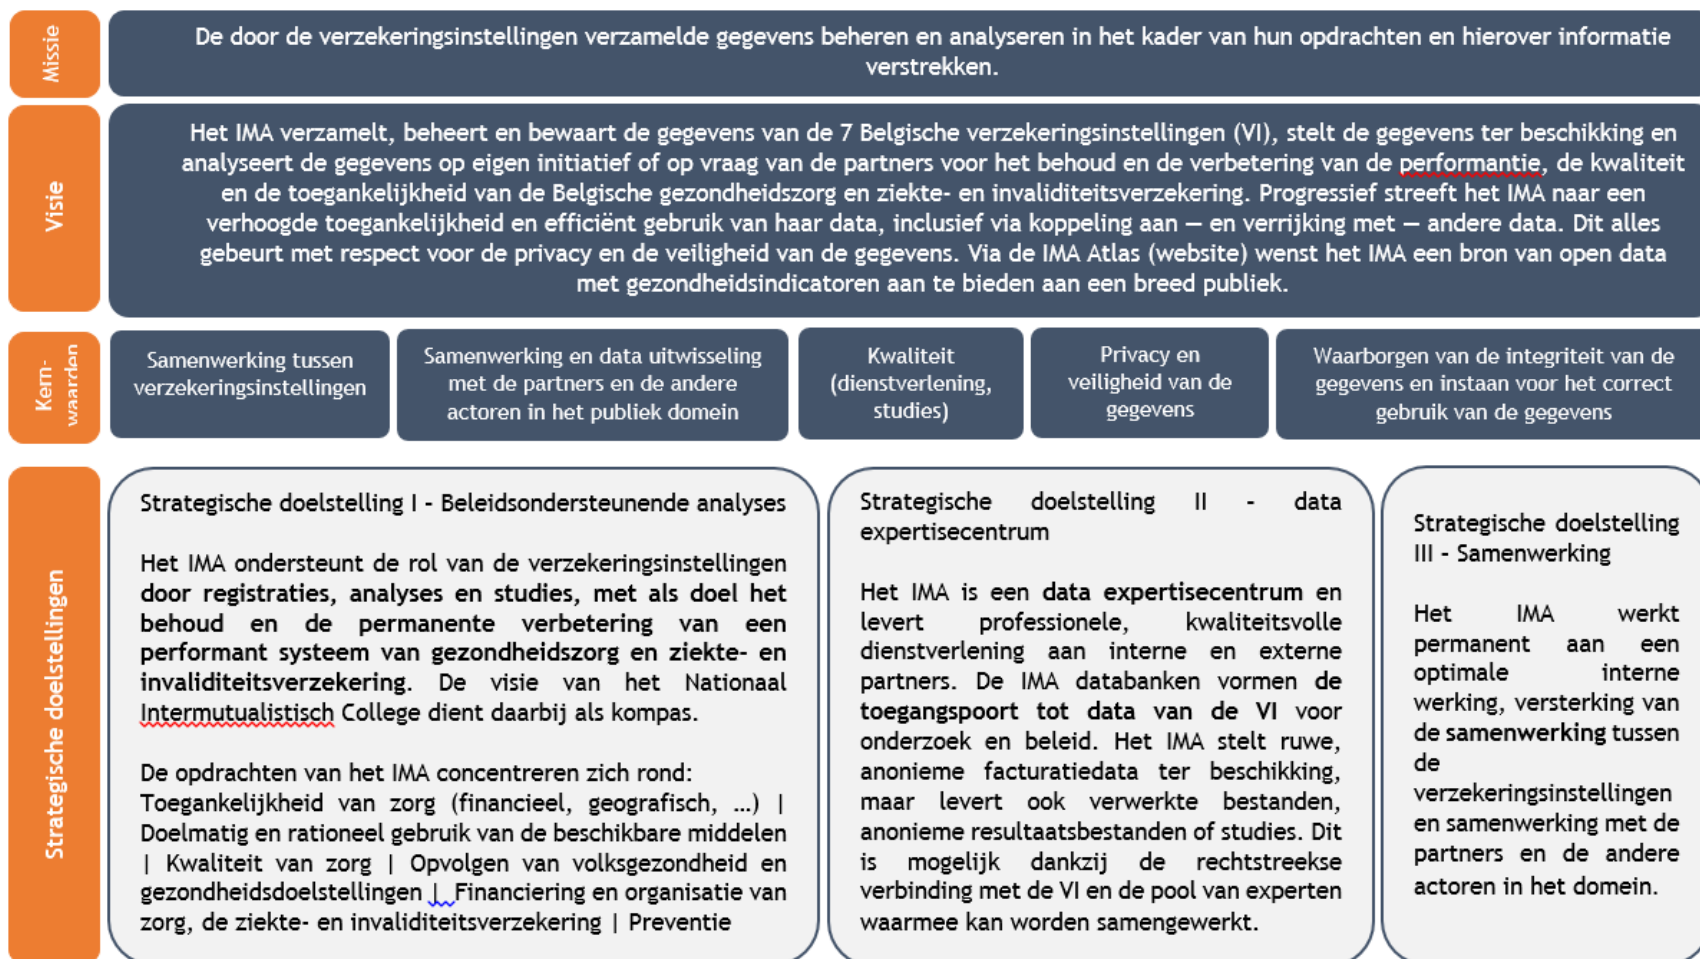 Missie
De door de verzekeringsinstellingen verzamelde gegevens beheren en analyseren in het kader van hun opdrachten en hierover informatie
verstrekken.
Visie
Het IMA verzamelt, beheert en bewaart de gegevens van de 7 Belgische verzekeringsinstellingen (VI), stelt de gegevens ter beschikking en
analyseert de gegevens op eigen initiatief of op vraag van de partners voor het behoud en de verbetering van de performantie, de kwaliteit
en de toegankelijkheid van de Belgische gezondheidszorg en ziekte- en invaliditeitsverzekering. Progressief streeft het IMA naar een
verhoogde toegankelijkheid en efficiënt gebruik van haar data, inclusief via koppeling aan — en verrijking met — andere data. Dit alles
gebeurt met respect voor de privacy en de veiligheid van de gegevens. Via de IMA Atlas (website) wenst het IMA een bron van open data
met gezondheidsindicatoren aan te bieden aan een breed publiek.
Kern-
waarden
Samenwerking tussen
verzekeringsinstellingen
Samenwerking en data uitwisseling
met de partners en de andere
actoren in het publiek domein
Kwaliteit
(dienstverlening,
studies)
Privacy en
veiligheid van de
gegevens
Waarborgen van de integriteit van de
gegevens en instaan voor het correct
gebruik van de gegevens
Strategische doelstellingen
Strategische doelstelling I - Beleidsondersteunende analyses
Het IMA ondersteunt de rol van de verzekeringsinstellingen
door registraties, analyses en studies, met als doel het
behoud en de permanente verbetering van een
performant systeem van gezondheidszorg en ziekte- en
invaliditeitsverzekering. De visie van het Nationaal
Intermutualistisch College dient daarbij als kompas.
De opdrachten van het IMA concentreren zich rond:
Toegankelijkheid van zorg (financieel, geografisch, …) |
Doelmatig en rationeel gebruik van de beschikbare middelen
| Kwaliteit van zorg | Opvolgen van volksgezondheid en
gezondheidsdoelstellingen | Financiering en organisatie van
zorg, de ziekte- en invaliditeitsverzekering | Preventie
Strategische doelstelling II - data
expertisecentrum
Het IMA is een data expertisecentrum en
levert professionele, kwaliteitsvolle
dienstverlening aan interne en externe
partners. De IMA databanken vormen de
toegangspoort tot data van de VI voor
onderzoek en beleid. Het IMA stelt ruwe,
anonieme facturatiedata ter beschikking,
maar levert ook verwerkte bestanden,
anonieme resultaatsbestanden of studies. Dit
is mogelijk dankzij de rechtstreekse
verbinding met de VI en de pool van experten
waarmee kan worden samengewerkt.
Strategische doelstelling
III - Samenwerking
Het IMA werkt
permanent aan een
optimale interne
werking, versterking van
de samenwerking tussen
de
verzekeringsinstellingen
en samenwerking met de
partners en de andere
actoren in het domein.